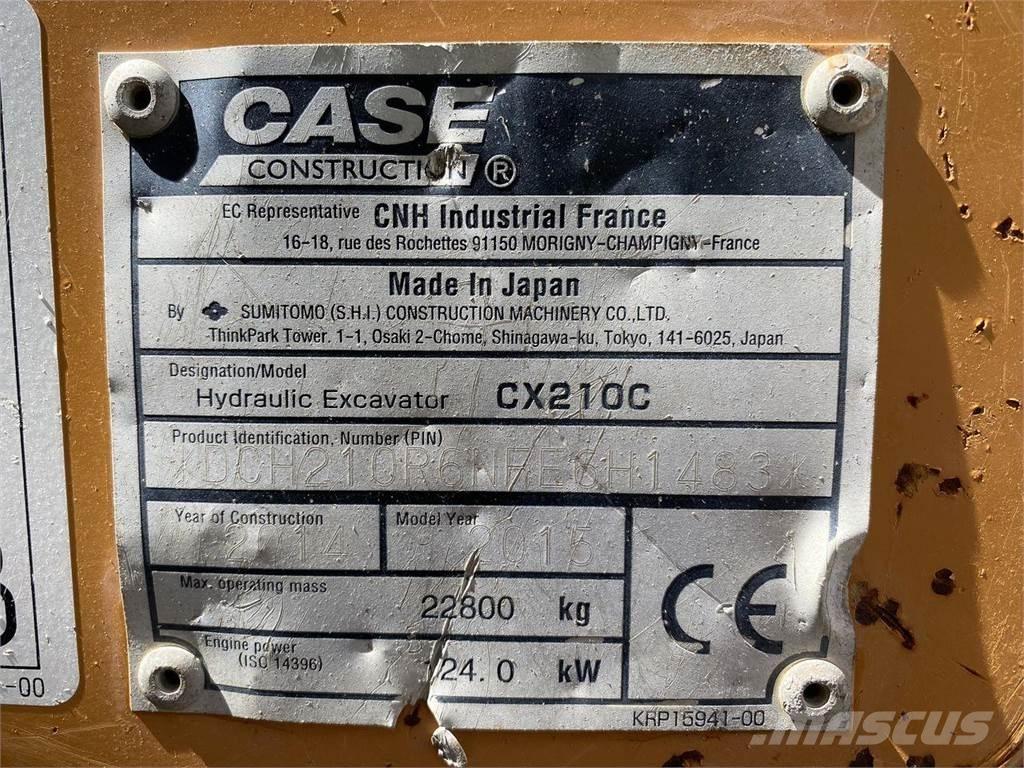 CASE
CONSTRUCTION ®
EC Representative CNH Industrial France
16-18, rue des Rochettes 91150 MORIGNY-CHAMPIGNY-France
Made In Japan
By SUMITOMO (S.H.I.) CONSTRUCTION MACHINERY CO.,LTD.
ThinkPark Tower 1-1, Osaki 2-Chome, Shinagawa-ku, Tokyo, 141-6025, Japan
Designation/Model
Hydraulic Excavator CX210C
Product Identification, Number (PIN)
*DCH210R6NFE6H1483*
Year of Construction Model Year
2014 2015
Max. operating mass
22800 kg
Engine power
(ISO 14396)
124.0 kW
CE
KRP15941-00
-00
MASCUS